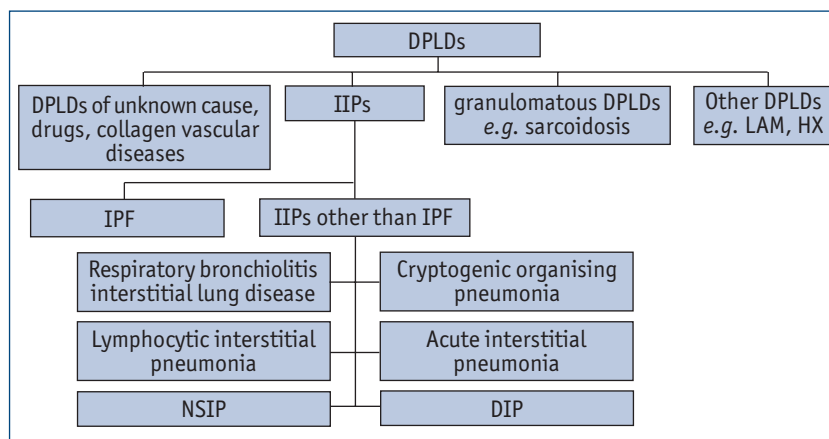 DPLDs
DPLDs of unknown cause,
drugs, collagen vascular
diseases
IIPs
granulomatous DPLDs
e.g. sarcoidosis
Other DPLDs
e.g. LAM, HX
IPF
IIPs other than IPF
Respiratory bronchiolitis
interstitial lung disease
Cryptogenic organising
pneumonia
Lymphocytic interstitial
pneumonia
Acute interstitial
pneumonia
NSIP
DIP